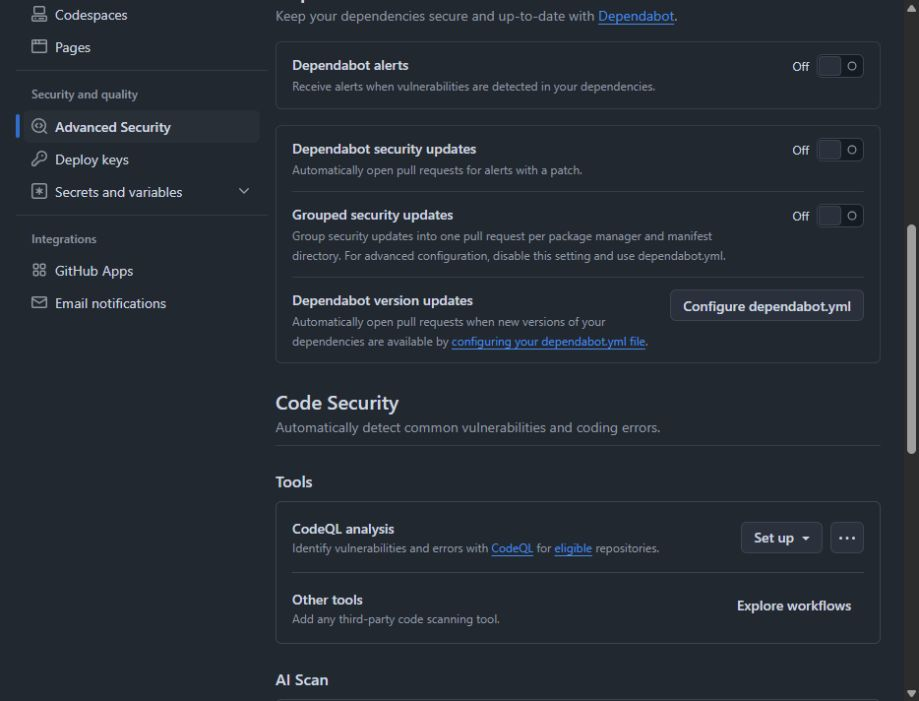 Codespaces
Pages
Security and quality
Advanced Security
Deploy keys
Secrets and variables
Integrations
GitHub Apps
Email notifications
Keep your dependencies secure and up-to-date with Dependabot.
Dependabot alerts
Receive alerts when vulnerabilities are detected in your dependencies.
Off
Dependabot security updates
Automatically open pull requests for alerts with a patch.
Off
Grouped security updates
Group security updates into one pull request per package manager and manifest
directory. For advanced configuration, disable this setting and use dependabot.yml.
Off
Dependabot version updates
Automatically open pull requests when new versions of your
dependencies are available by configuring your dependabot.yml file.
Configure dependabot.yml
Code Security
Automatically detect common vulnerabilities and coding errors.
Tools
CodeQL analysis
Identify vulnerabilities and errors with CodeQL for eligible repositories.
Set up
Other tools
Add any third-party code scanning tool.
Explore workflows
AI Scan